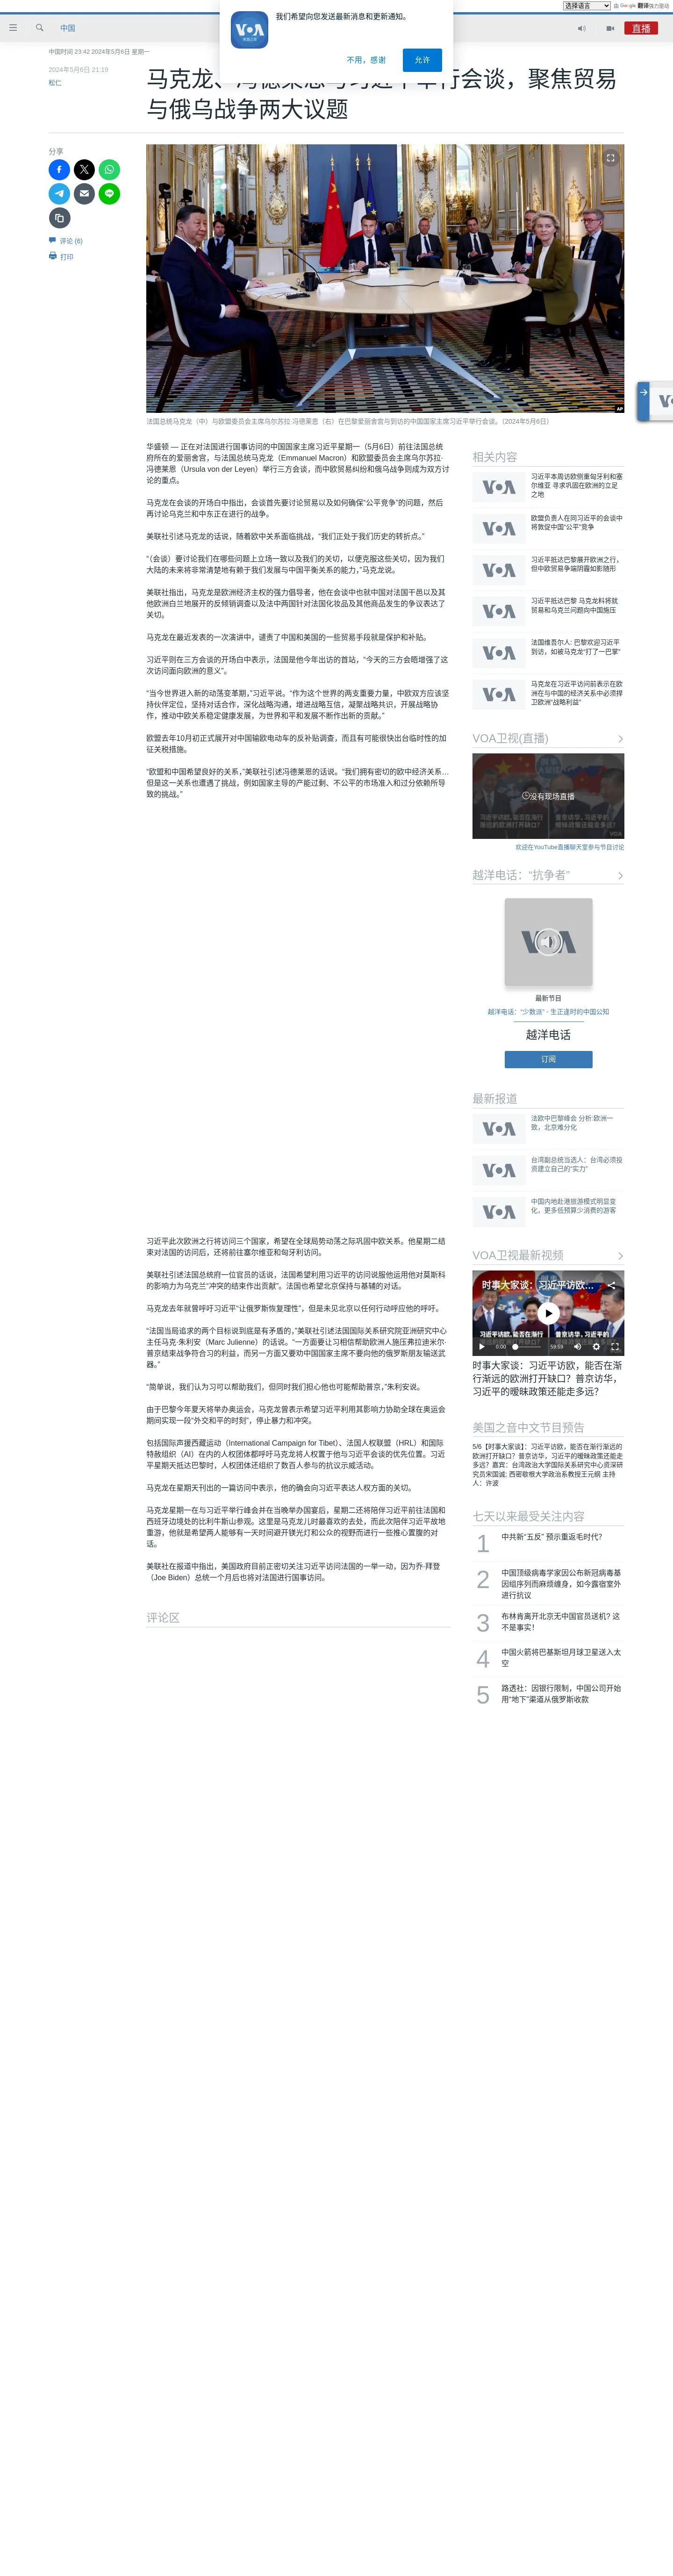 选择语言
由 Google 翻译强力驱动
我们希望向您发送最新消息和更新通知。
不用，感谢
允许
VOA
中国
直播
中国时间 23:42 2024年5月6日 星期一
2024年5月6日 21:19
松仁
行会谈，聚焦贸易
与俄乌战争两大议题
分享
评论 (6)
打印
AP
法国总统马克龙（中）与欧盟委员会主席乌尔苏拉·冯德莱恩（右）在巴黎爱丽舍宫与到访的中国国家主席习近平举行会谈。（2024年5月6日）
华盛顿 — 正在对法国进行国事访问的中国国家主席习近平星期一（5月6日）前往法国总统
府所在的爱丽舍宫，与法国总统马克龙（Emmanuel Macron）和欧盟委员会主席乌尔苏拉·
冯德莱恩（Ursula von der Leyen）举行三方会谈，而中欧贸易纠纷和俄乌战争则成为双方讨
论的重点。
马克龙在会谈的开场白中指出，会谈首先要讨论贸易以及如何确保“公平竞争”的问题，然后
再讨论乌克兰和中东正在进行的战争。
美联社引述马克龙的话说，随着欧中关系面临挑战，“我们正处于我们历史的转折点。”
“（会谈）要讨论我们在哪些问题上立场一致以及我们的关切，以便克服这些关切，因为我们
大陆的未来将非常清楚地有赖于我们发展与中国平衡关系的能力，”马克龙说。
美联社指出，马克龙是欧洲经济主权的强力倡导者，他在会谈中也就中国对法国干邑以及其
他欧洲白兰地展开的反倾销调查以及法中两国针对法国化妆品及其他商品发生的争议表达了
关切。
马克龙在最近发表的一次演讲中，谴责了中国和美国的一些贸易手段就是保护和补贴。
习近平则在三方会谈的开场白中表示，法国是他今年出访的首站，“今天的三方会晤增强了这
次访问面向欧洲的意义”。
“当今世界进入新的动荡变革期，”习近平说。“作为这个世界的两支重要力量，中欧双方应该坚
持伙伴定位，坚持对话合作，深化战略沟通，增进战略互信，凝聚战略共识，开展战略协
作，推动中欧关系稳定健康发展，为世界和平和发展不断作出新的贡献。”
欧盟去年10月初正式展开对中国输欧电动车的反补贴调查，而且有可能很快出台临时性的加
征关税措施。
“欧盟和中国希望良好的关系，”美联社引述冯德莱恩的话说。“我们拥有密切的欧中经济关系…
但是这一关系也遭遇了挑战，例如国家主导的产能过剩、不公平的市场准入和过分依赖所导
致的挑战。”
习近平此次欧洲之行将访问三个国家，希望在全球局势动荡之际巩固中欧关系。他星期二结
束对法国的访问后，还将前往塞尔维亚和匈牙利访问。
美联社引述法国总统府一位官员的话说，法国希望利用习近平的访问说服他运用他对莫斯科
的影响力为乌克兰“冲突的结束作出贡献”。法国也希望北京保持与基辅的对话。
马克龙去年就曾呼吁习近平“让俄罗斯恢复理性”，但是未见北京以任何行动呼应他的呼吁。
“法国当局追求的两个目标说到底是有矛盾的，”美联社引述法国国际关系研究院亚洲研究中心
主任马克·朱利安（Marc Julienne）的话说。“一方面要让习相信帮助欧洲人施压弗拉迪米尔·
普京结束战争符合习的利益，而另一方面又要劝中国国家主席不要向他的俄罗斯朋友输送武
器。”
“简单说，我们认为习可以帮助我们，但同时我们担心他也可能帮助普京，”朱利安说。
由于巴黎今年夏天将举办奥运会，马克龙曾表示希望习近平利用其影响力协助全球在奥运会
期间实现一段“外交和平的时刻”，停止暴力和冲突。
包括国际声援西藏运动（International Campaign for Tibet）、法国人权联盟（HRL）和国际
特赦组织（AI）在内的人权团体都呼吁马克龙将人权置于他与习近平会谈的优先位置。习近
平星期天抵达巴黎时，人权团体还组织了数百人参与的抗议示威活动。
马克龙在星期天刊出的一篇访问中表示，他的确会向习近平表达人权方面的关切。
马克龙星期一在与习近平举行峰会并在当晚举办国宴后，星期二还将陪伴习近平前往法国和
西班牙边境处的比利牛斯山参观。这里是马克龙儿时最喜欢的去处，而此次陪伴习近平故地
重游，他就是希望两人能够有一天时间避开镁光灯和公众的视野而进行一些推心置腹的对
话。
美联社在报道中指出，美国政府目前正密切关注习近平访问法国的一举一动，因为乔·拜登
（Joe Biden）总统一个月后也将对法国进行国事访问。
评论区
相关内容
习近平本周访欧侧重匈牙利和塞
尔维亚 寻求巩固在欧洲的立足
之地
欧盟负责人在同习近平的会谈中
将敦促中国“公平”竞争
习近平抵达巴黎展开欧洲之行，
但中欧贸易争端阴霾如影随形
习近平抵达巴黎 马克龙料将就
贸易和乌克兰问题向中国施压
法国维吾尔人: 巴黎欢迎习近平
到访，如被马克龙“打了一巴掌”
马克龙在习近平访问前表示在欧
洲在与中国的经济关系中必须捍
卫欧洲“战略利益”
VOA卫视(直播)
没有现场直播
欢迎在YouTube直播聊天室参与节目讨论
越洋电话：“抗争者”
最新节目
越洋电话：“少数派” - 生正逢时的中国公知
越洋电话
订阅
最新报道
法欧中巴黎峰会 分析:欧洲一
致，北京难分化
台湾副总统当选人：台湾必须投
资建立自己的“实力”
中国内地赴港旅游模式明显变
化，更多低预算少消费的游客
VOA卫视最新视频
时事大家谈：习近平访欧…
习近平访欧, 能否在渐行
渐远的欧洲打开缺口？
普京访华，习近平的
暧昧政策还能走多远？
0:00
59:59
时事大家谈：习近平访欧，能否在渐
行渐远的欧洲打开缺口？普京访华，
习近平的暧昧政策还能走多远？
美国之音中文节目预告
5/6【时事大家谈】：习近平访欧，能否在渐行渐远的
欧洲打开缺口？普京访华，习近平的暧昧政策还能走
多远？嘉宾：台湾政治大学国际关系研究中心资深研
究员宋国诚; 西密歇根大学政治系教授王元纲 主持
人：许波
七天以来最受关注内容
1
中共新“五反” 预示重返毛时代？
2
中国顶级病毒学家因公布新冠病毒基
因组序列而麻烦缠身，如今露宿室外
进行抗议
3
布林肯离开北京无中国官员送机? 这
不是事实！
4
中国火箭将巴基斯坦月球卫星送入太
空
5
路透社：因银行限制，中国公司开始
用“地下”渠道从俄罗斯收款